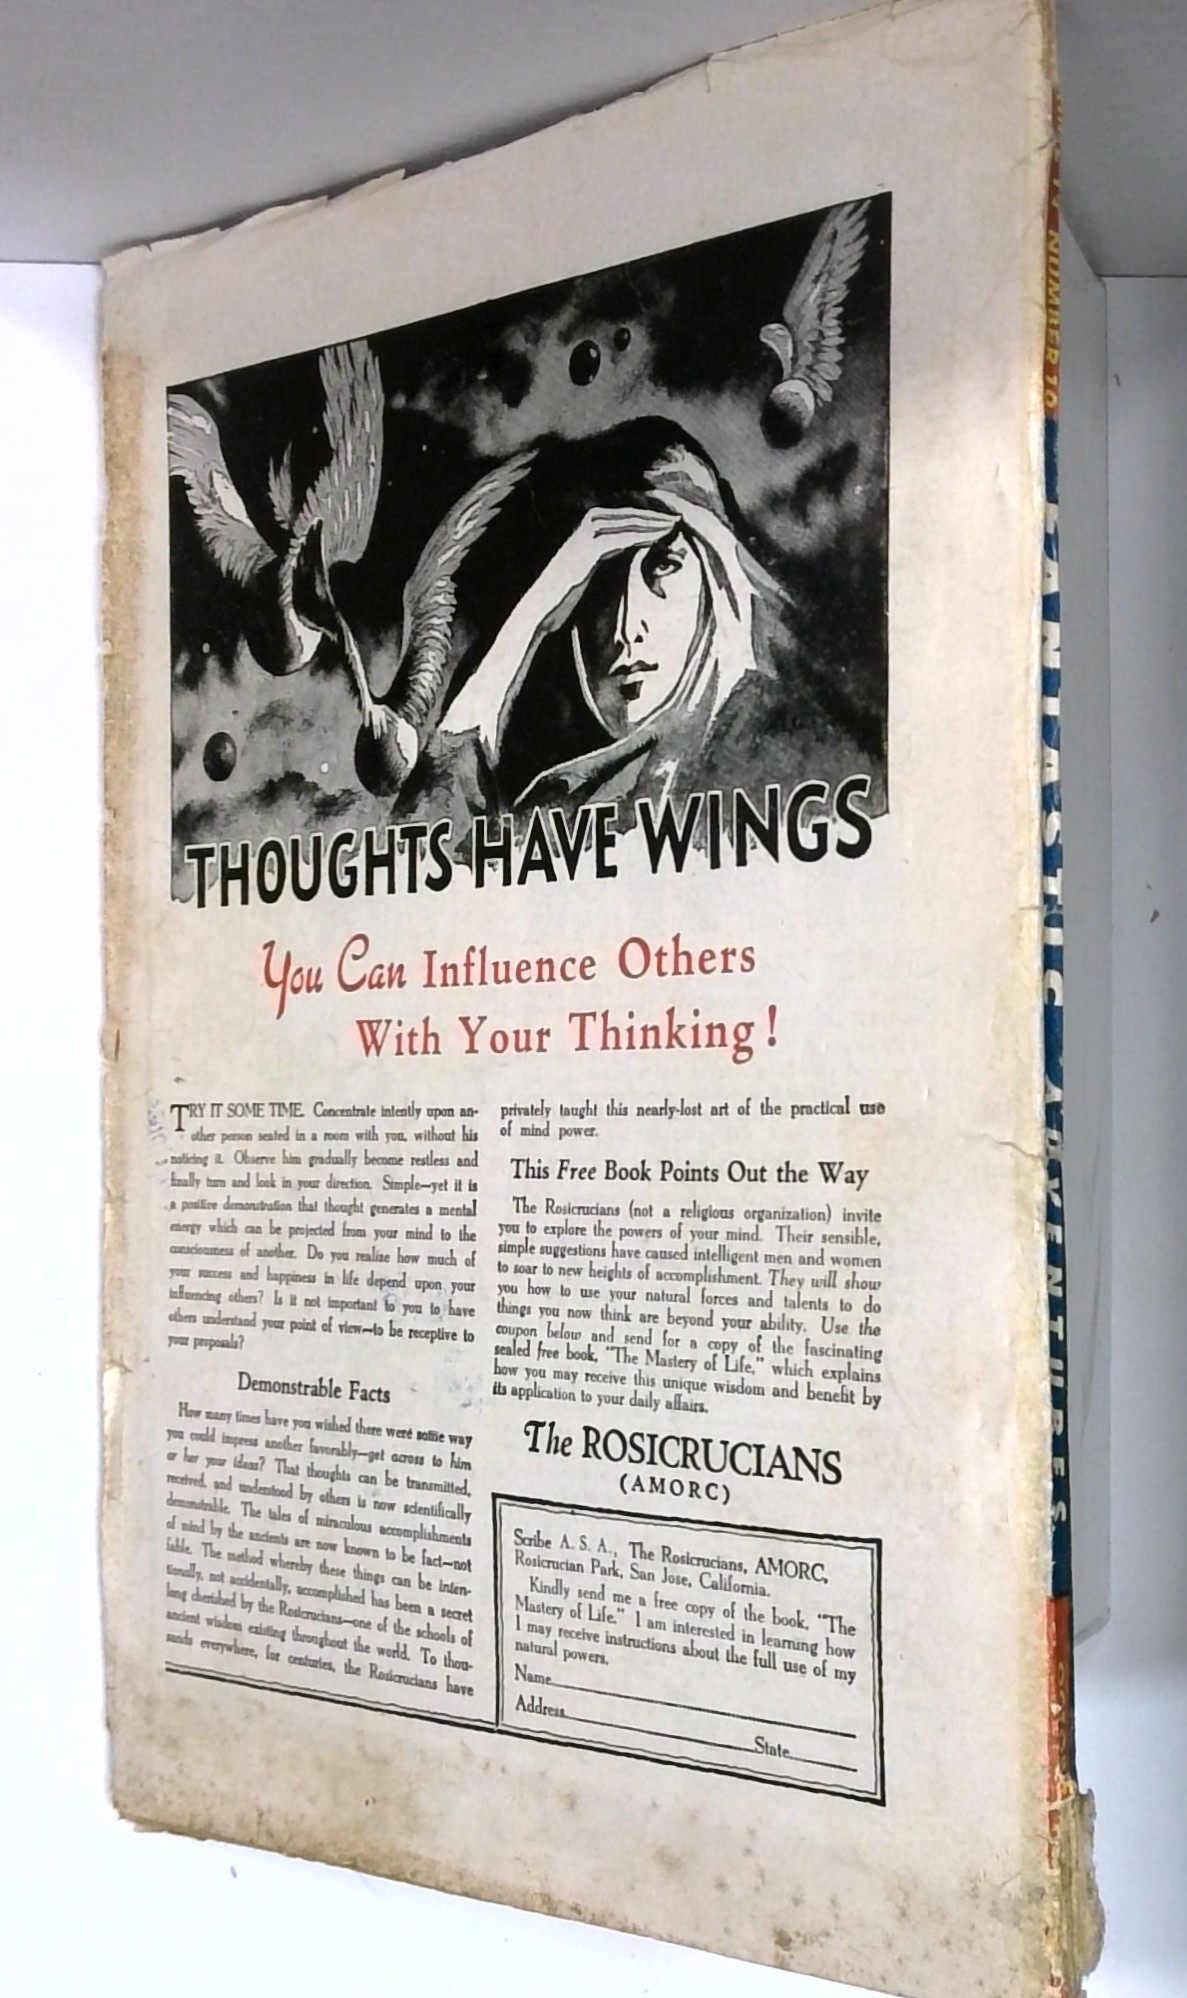 THOUGHTS HAVE WINGS
You Can Influence Others
With Your Thinking!
TRY IT SOME TIME. Concentrate intently upon an-
other person seated in a room with you, without his
noticing it. Observe him gradually become restless and
finally turn and look in your direction. Simple—yet it is
a positive demonstration that thought generates a mental
energy which can be projected from your mind to the
consciousness of another. Do you realize how much of
your success and happiness in life depend upon your
influencing others? Is it not important to you to have
others understand your point of view—to be receptive to
your proposals?
Demonstrable Facts
How many times have you wished there were some way
you could impress another favorably—get across to him
or her your ideas? That thoughts can be transmitted,
received, and understood by others is now scientifically
demonstrable. The tales of miraculous accomplishments
of mind by the ancients are now known to be fact—not
fable. The method whereby these things can be inten-
tionally, not accidentally, accomplished has been a secret
long cherished by the Rosicrucians—one of the schools of
ancient wisdom existing throughout the world. To thou-
sands everywhere, for centuries, the Rosicrucians have
privately taught this nearly-lost art of the practical use
of mind power.
This Free Book Points Out the Way
The Rosicrucians (not a religious organization) invite
you to explore the powers of your mind. Their sensible,
simple suggestions have caused intelligent men and women
to soar to new heights of accomplishment. They will show
you how to use your natural forces and talents to do
things you now think are beyond your ability. Use the
coupon below and send for a copy of the fascinating
sealed free book, "The Mastery of Life," which explains
how you may receive this unique wisdom and benefit by
its application to your daily affairs.
The ROSICRUCIANS
(AMORC)
Scribe A. S. A., The Rosicrucians, AMORC,
Rosicrucian Park, San Jose, California.
Kindly send me a free copy of the book, "The
Mastery of Life." I am interested in learning how
I may receive instructions about the full use of my
natural powers.
Name
Address
State
NUMBER 10
FANTASTIC ADVENTURES